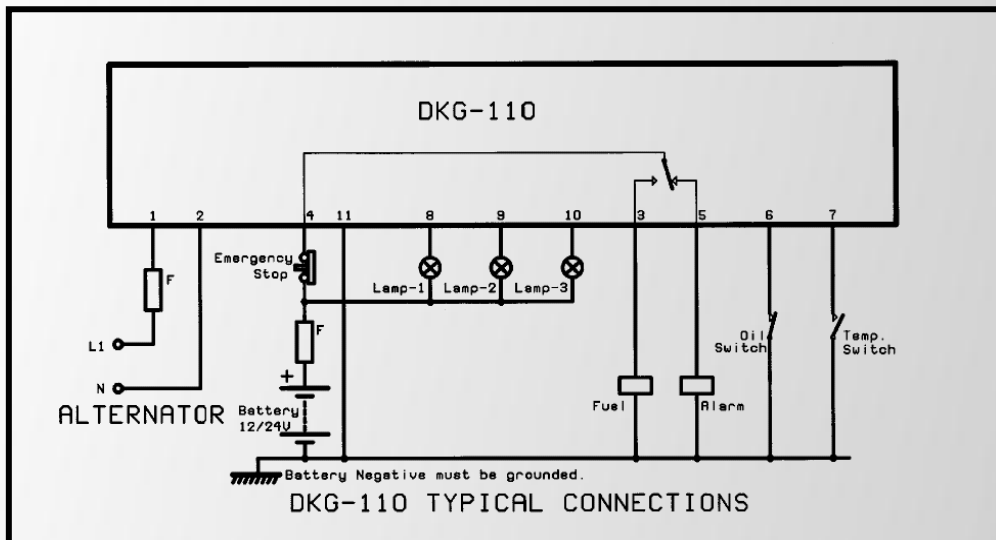 DKG-110
1 2 4 11 8 9 10 3 5 6 7
Emergency
Stop
F
Lamp-1 Lamp-2 Lamp-3
F
L1
Oil
Switch
Temp.
Switch
+
N
ALTERNATOR
Battery
12/24V
Fuel
Alarm
Battery Negative must be grounded.
DKG-110 TYPICAL CONNECTIONS